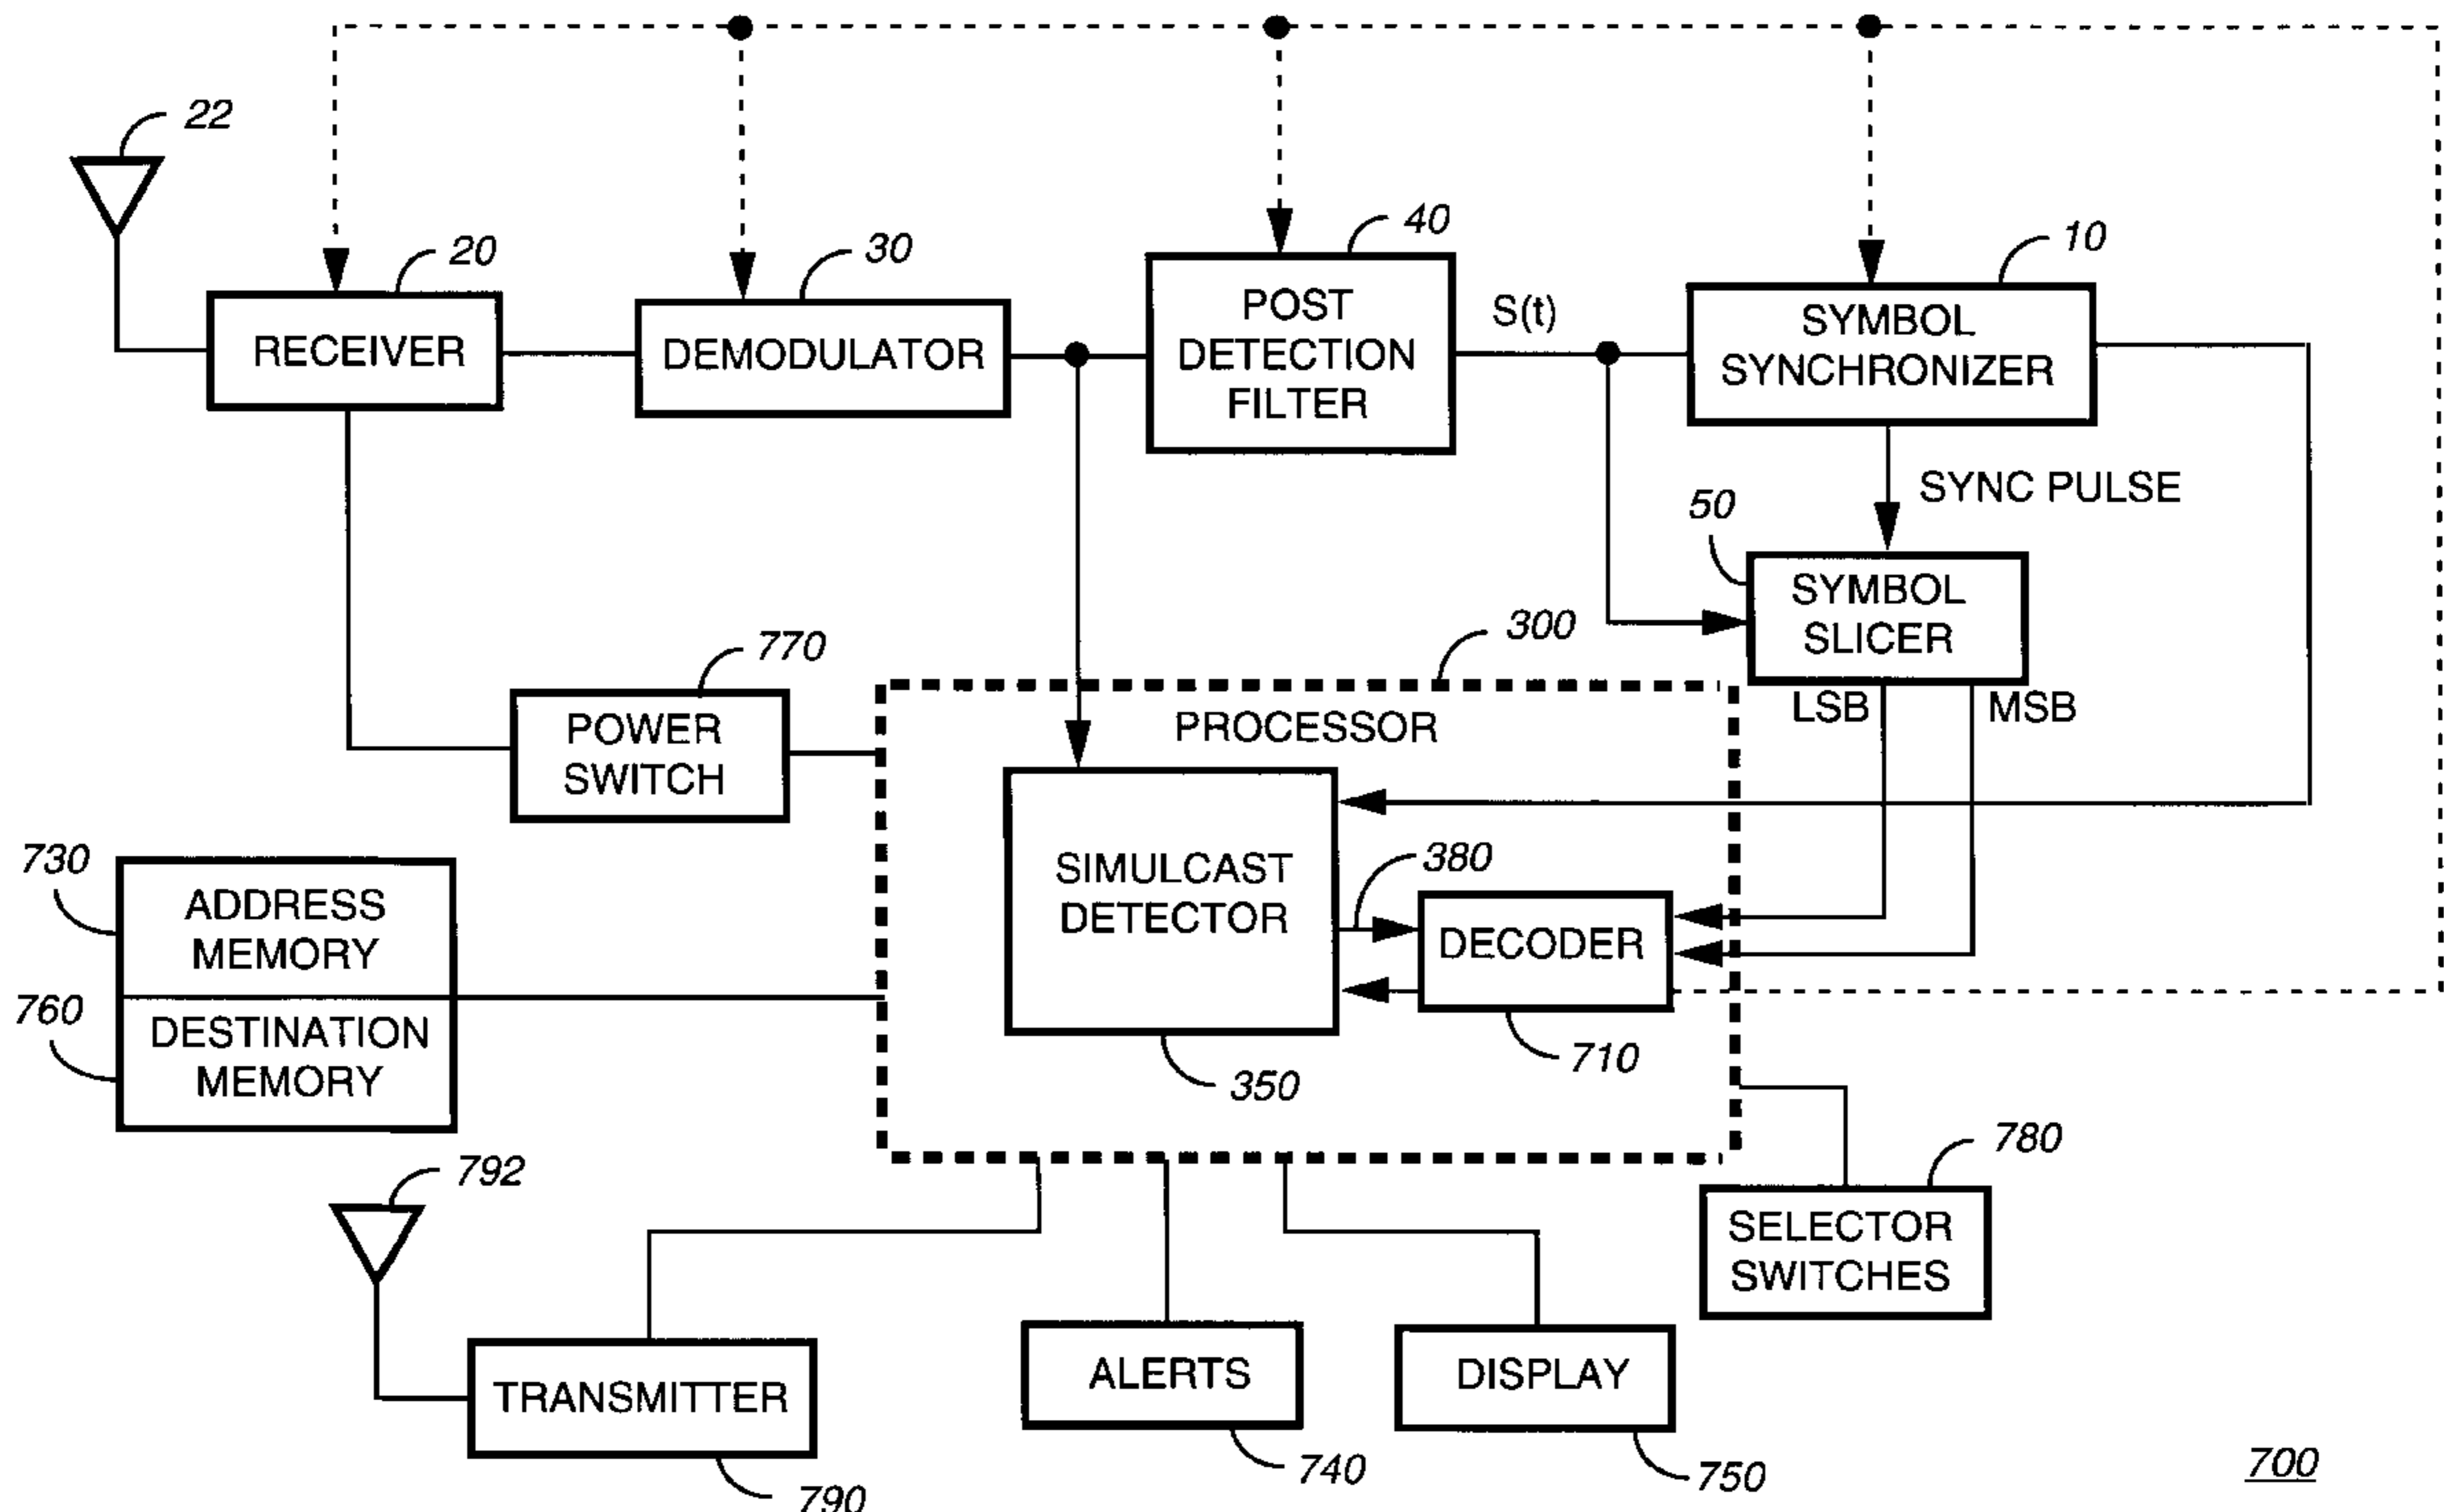 22
20
30
40
10
RECEIVER
DEMODULATOR
POST
DETECTION
FILTER
S(t)
SYMBOL
SYNCHRONIZER
SYNC PULSE
50
SYMBOL
SLICER
LSB
MSB
300
770
POWER
SWITCH
PROCESSOR
730
ADDRESS
MEMORY
760
DESTINATION
MEMORY
SIMULCAST
DETECTOR
380
DECODER
710
350
780
SELECTOR
SWITCHES
792
TRANSMITTER
790
ALERTS
740
DISPLAY
750
700